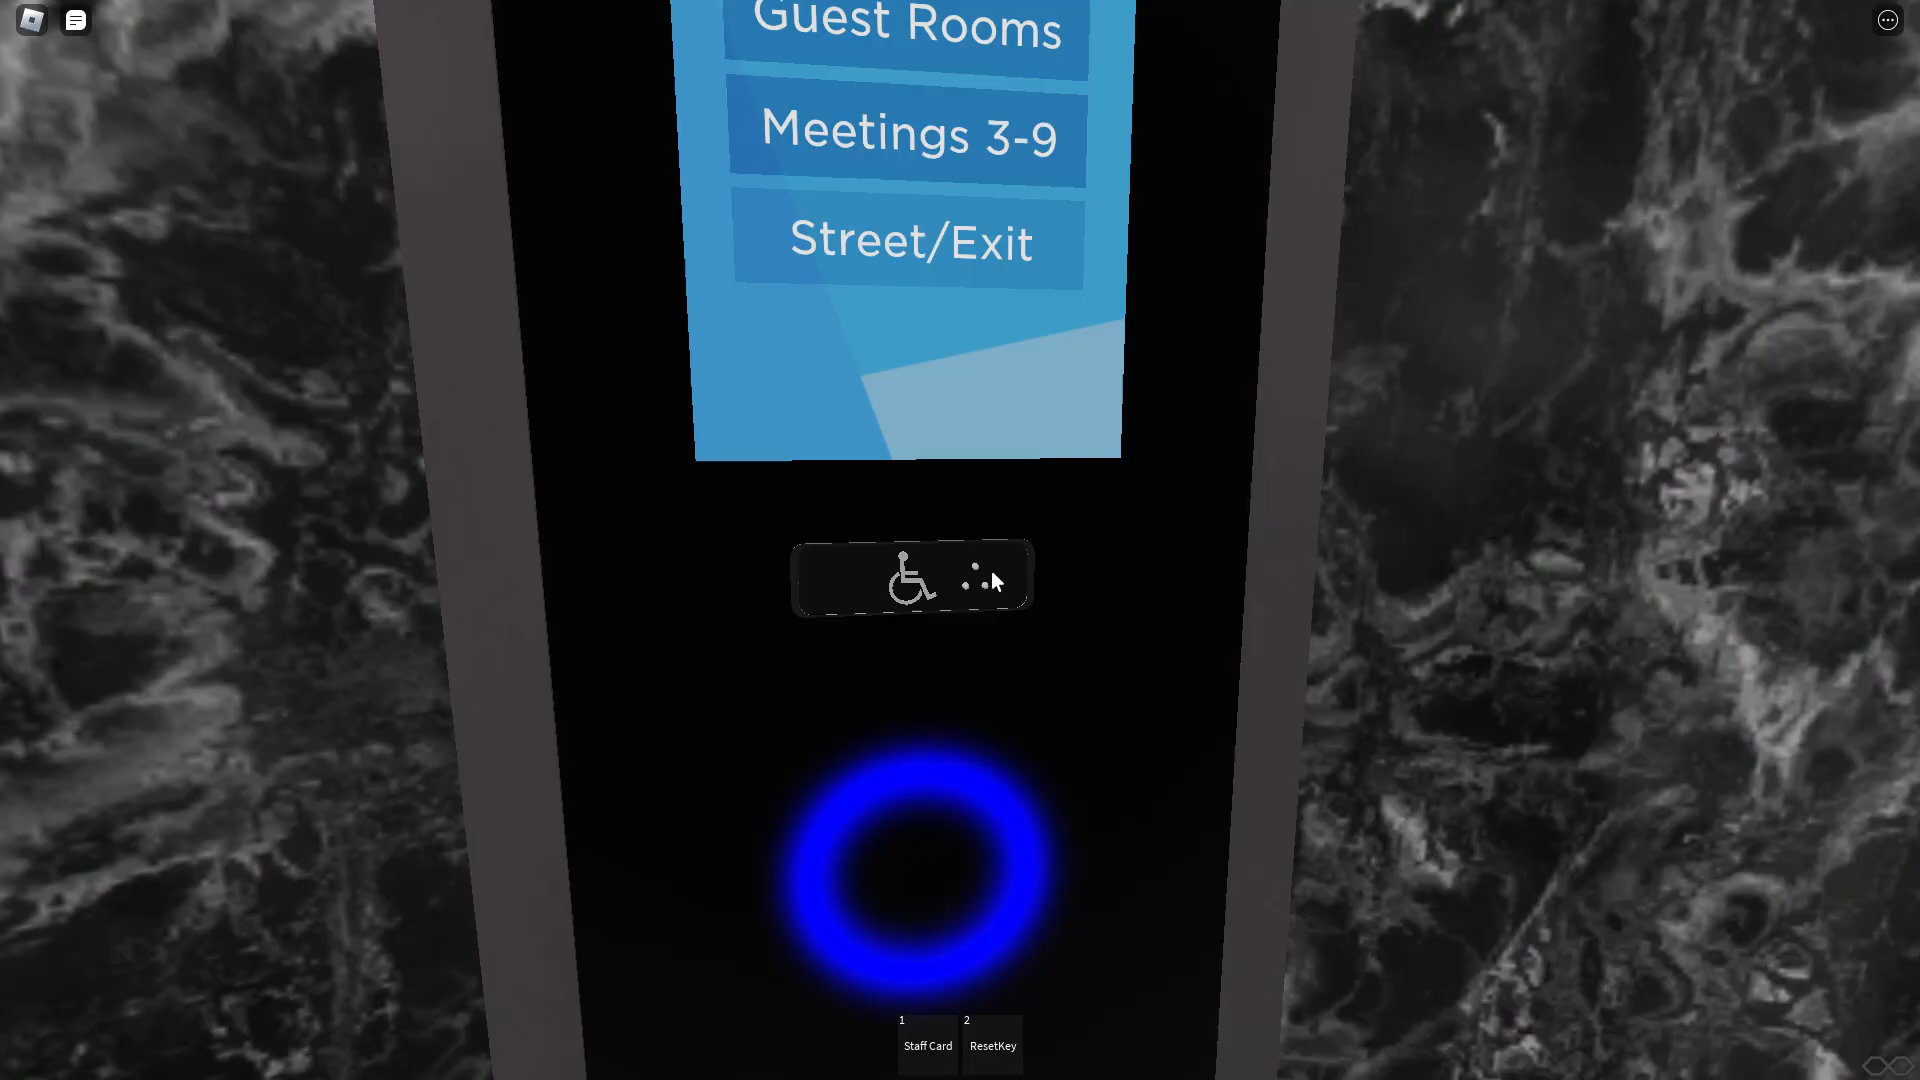 Guest Rooms
Meetings 3-9
Street/Exit
1
2
Staff Card
ResetKey